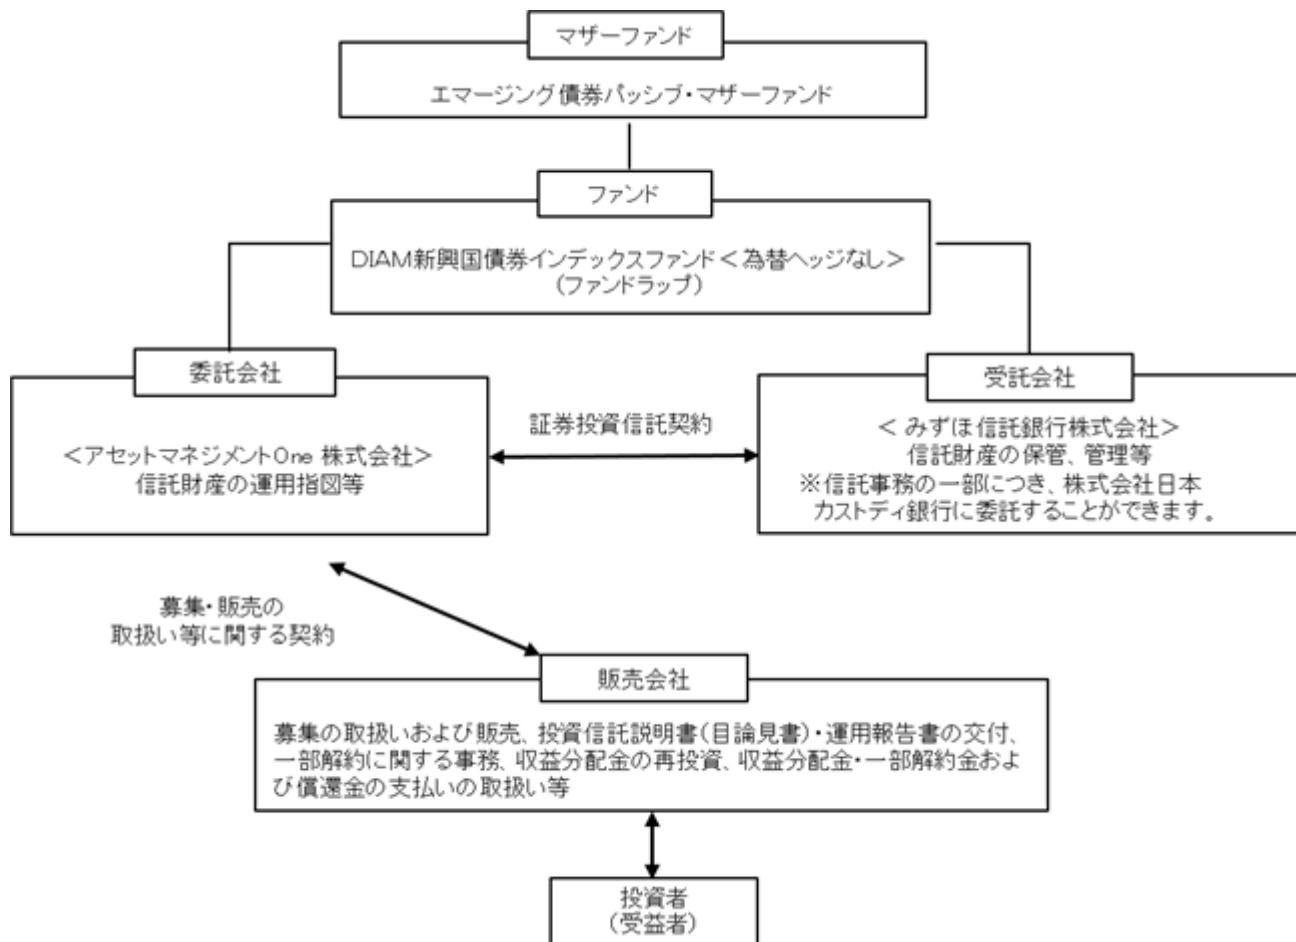 マザーファンド
エマージング債券パッシブ・マザーファンド
ファンド
DIAM新興国債券インデックスファンド＜為替ヘッジなし＞
（ファンドラップ）
委託会社
＜アセットマネジメントOne 株式会社＞
信託財産の運用指図等
証券投資信託契約
受託会社
＜みずほ信託銀行株式会社＞
信託財産の保管、管理等
※信託事務の一部につき、株式会社日本
カストディ銀行に委託することができます。
募集・販売の
取扱い等に関する契約
販売会社
募集の取扱いおよび販売、投資信託説明書（目論見書）・運用報告書の交付、
一部解約に関する事務、収益分配金の再投資、収益分配金・一部解約金およ
び償還金の支払いの取扱い等
投資者
（受益者）